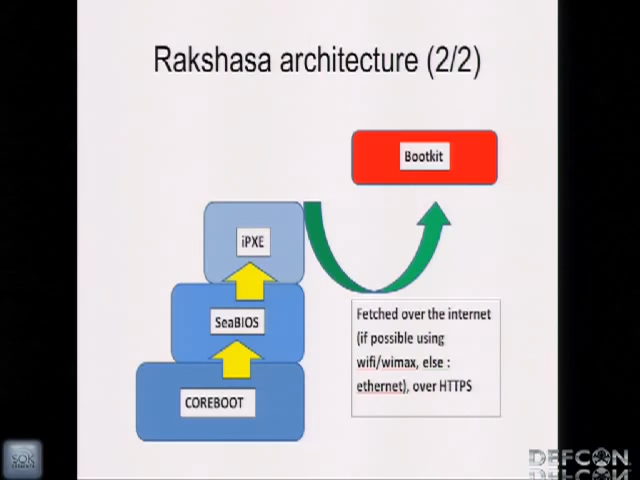 Rakshasa architecture (2/2)
Bootkit
iPXE
SeaBIOS
COREBOOT
Fetched over the internet
(if possible using
wifi/wimax, else :
ethernet), over HTTPS
SOK
DEFCON